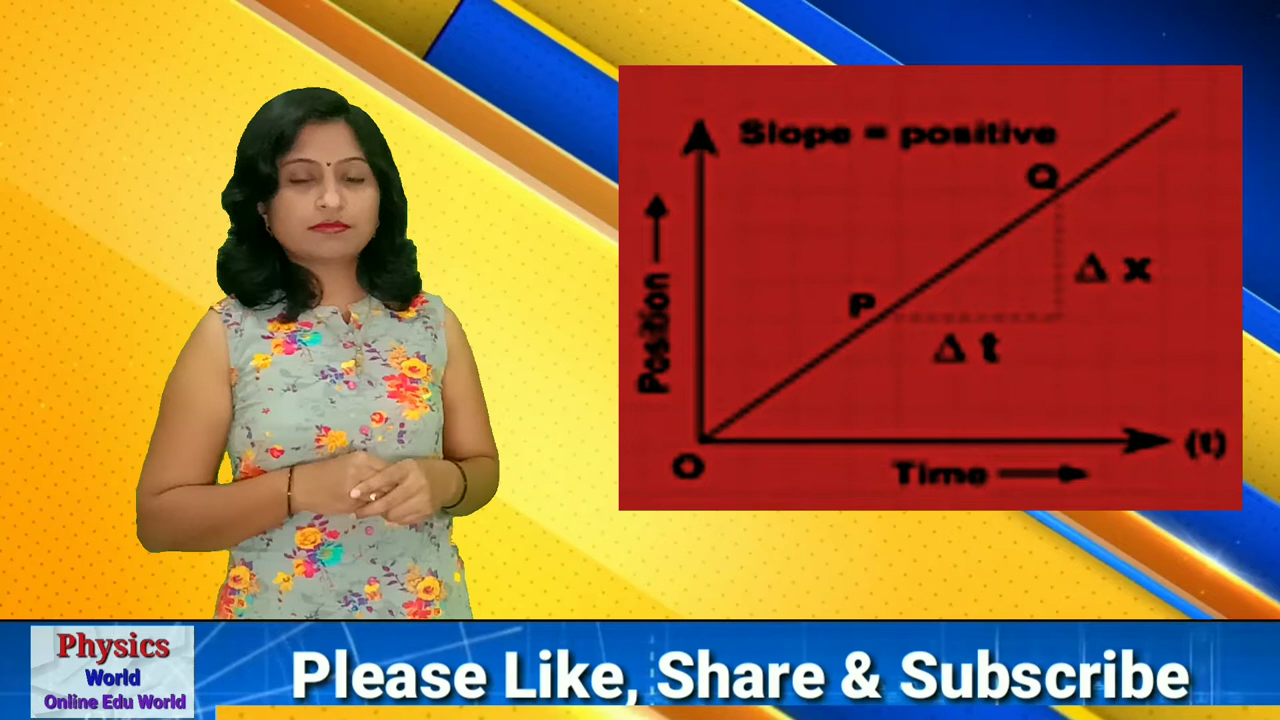 Slope = positive
Q
Position
P
Δ x
Δ t
O
Time
(t)
Physics
World
Online Edu World
Please Like, Share & Subscribe